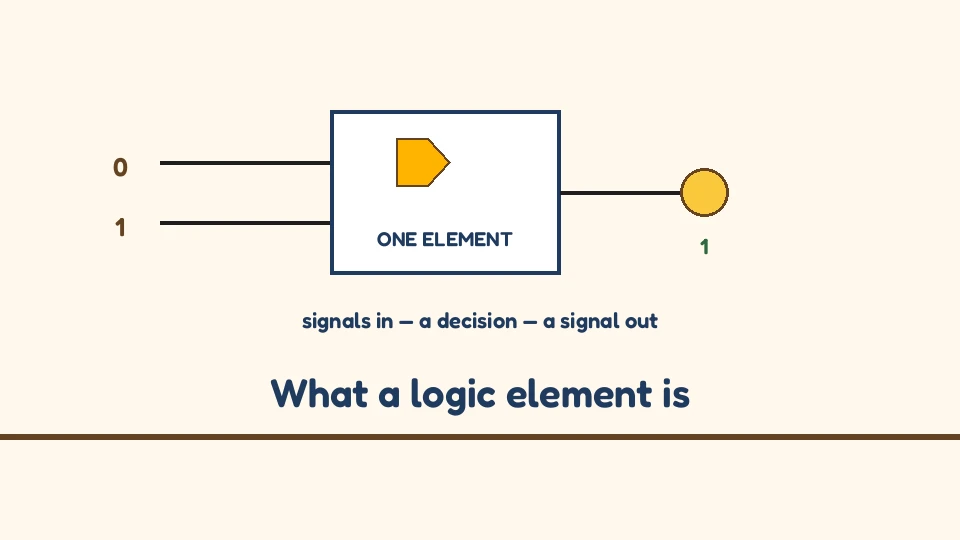 0
1
ONE ELEMENT
1
signals in — a decision — a signal out
What a logic element is